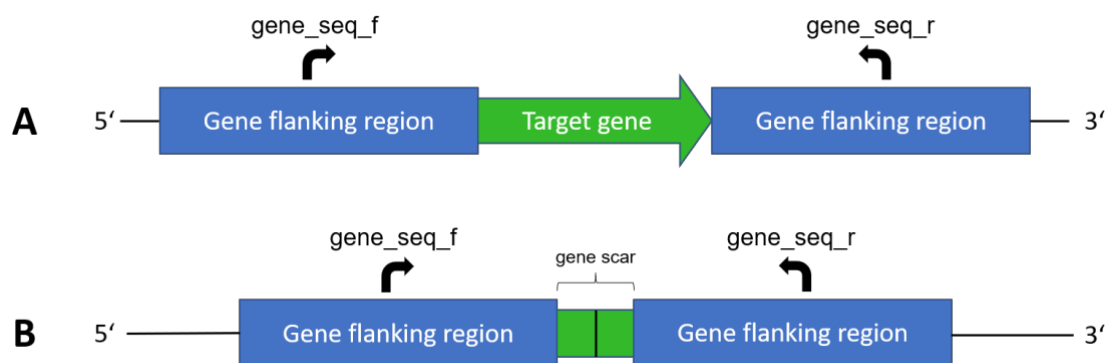 gene_seq_f gene_seq_r
A 5‘ Gene flanking region Target gene Gene flanking region 3‘
gene_seq_f gene scar gene_seq_r
B 5‘ Gene flanking region Gene flanking region 3‘